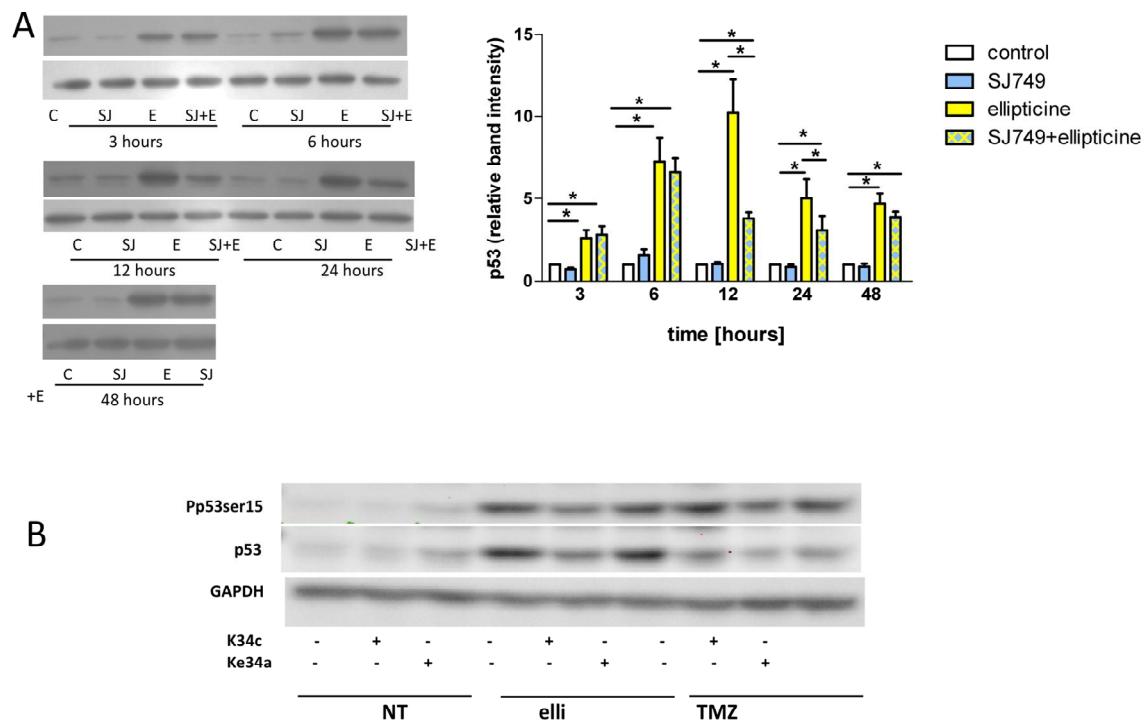 A
C SJ E SJ+E C SJ E SJ+E
3 hours 6 hours
C SJ E SJ+E C SJ E SJ+E
12 hours 24 hours
C SJ E SJ
+E 48 hours
p53 (relative band intensity)
15
10
5
0
* * * * * * * * * * * *
3 6 12 24 48
time [hours]
control
SJ749
ellipticine
SJ749+ellipticine
B
Pp53ser15
p53
GAPDH
K34c - + - - + - - + -
Ke34a - - + - - + - - +
NT elli TMZ